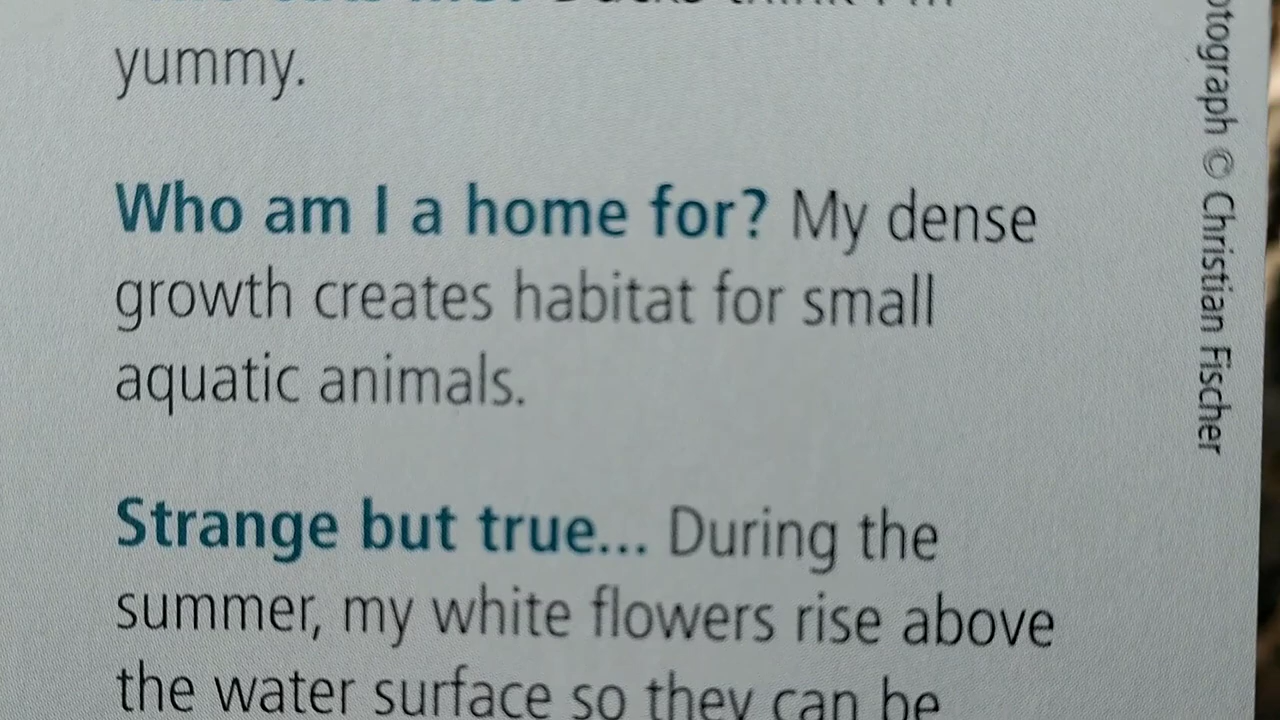 yummy.
Who am I a home for? My dense
growth creates habitat for small
aquatic animals.
Strange but true... During the
summer, my white flowers rise above
the water surface so they can be
© Christian Fischer